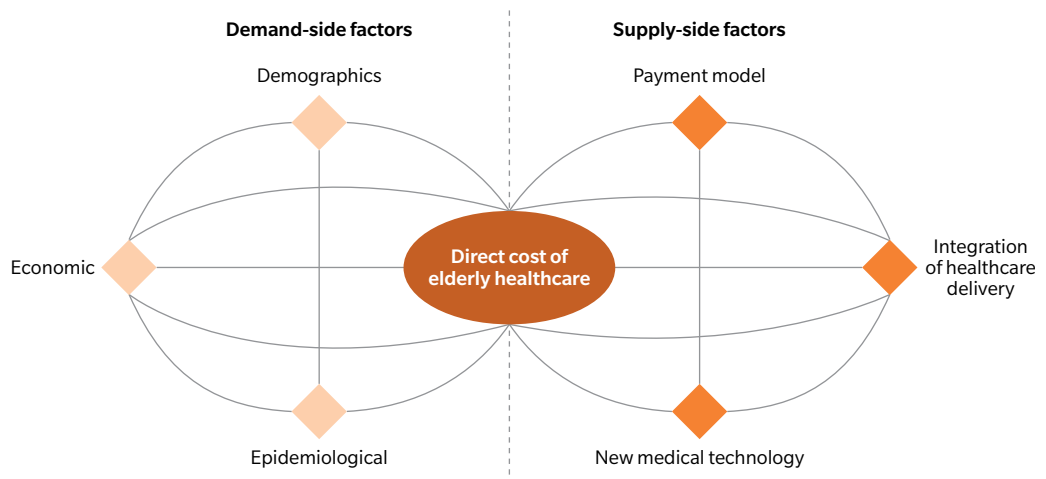 Demand-side factors
Supply-side factors
Demographics
Payment model
Economic
Direct cost of
elderly healthcare
Integration
of healthcare
delivery
Epidemiological
New medical technology